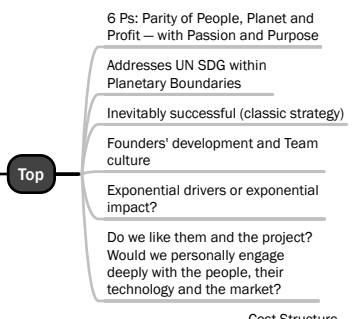 6 Ps: Parity of People, Planet and
Profit — with Passion and Purpose
Addresses UN SDG within
Planetary Boundaries
Inevitably successful (classic strategy)
Founders' development and Team
culture
Top
Exponential drivers or exponential
impact?
Do we like them and the project?
Would we personally engage
deeply with the people, their
technology and the market?
Cost Structure